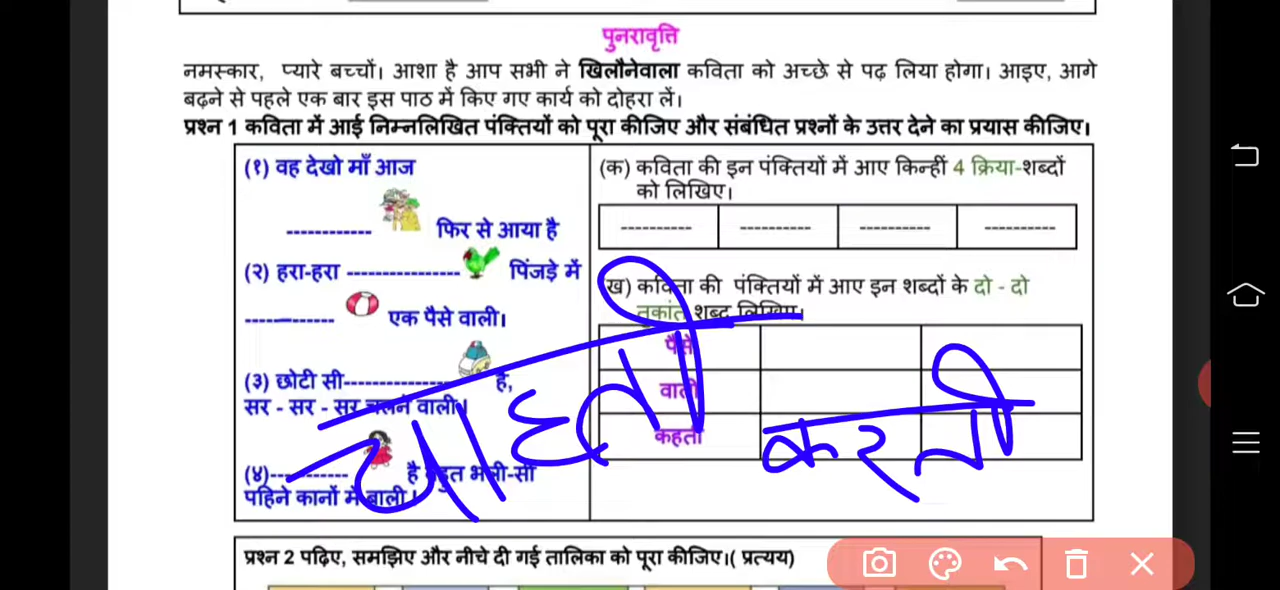 पुनरावृत्ति
नमस्कार, प्यारे बच्चों। आशा है आप सभी ने खिलौनेवाला कविता को अच्छे से पढ़ लिया होगा। आइए, आगे
बढ़ने से पहले एक बार इस पाठ में किए गए कार्य को दोहरा लें।
प्रश्न 1 कविता में आई निम्नलिखित पंक्तियों को पूरा कीजिए और संबंधित प्रश्नों के उत्तर देने का प्रयास कीजिए।
(१) वह देखो माँ आज
------------ फिर से आया है
(२) हरा-हरा ---------------- पिंजड़े में
------------- एक पैसे वाली।
(३) छोटी सी---------------- है,
सर - सर - सर चलने वाली।
(४)----------- है बहुत भली-सी
पहिने कानों में बाली।
(क) कविता की इन पंक्तियों में आए किन्हीं 4 क्रिया-शब्दों
को लिखिए।
---------- ---------- ---------- ----------
(ख) कविता की पंक्तियों में आए इन शब्दों के दो - दो
तुकांत शब्द लिखिए।
पैसे
वाली
कहती
करती
प्रश्न 2 पढ़िए, समझिए और नीचे दी गई तालिका को पूरा कीजिए।( प्रत्यय)